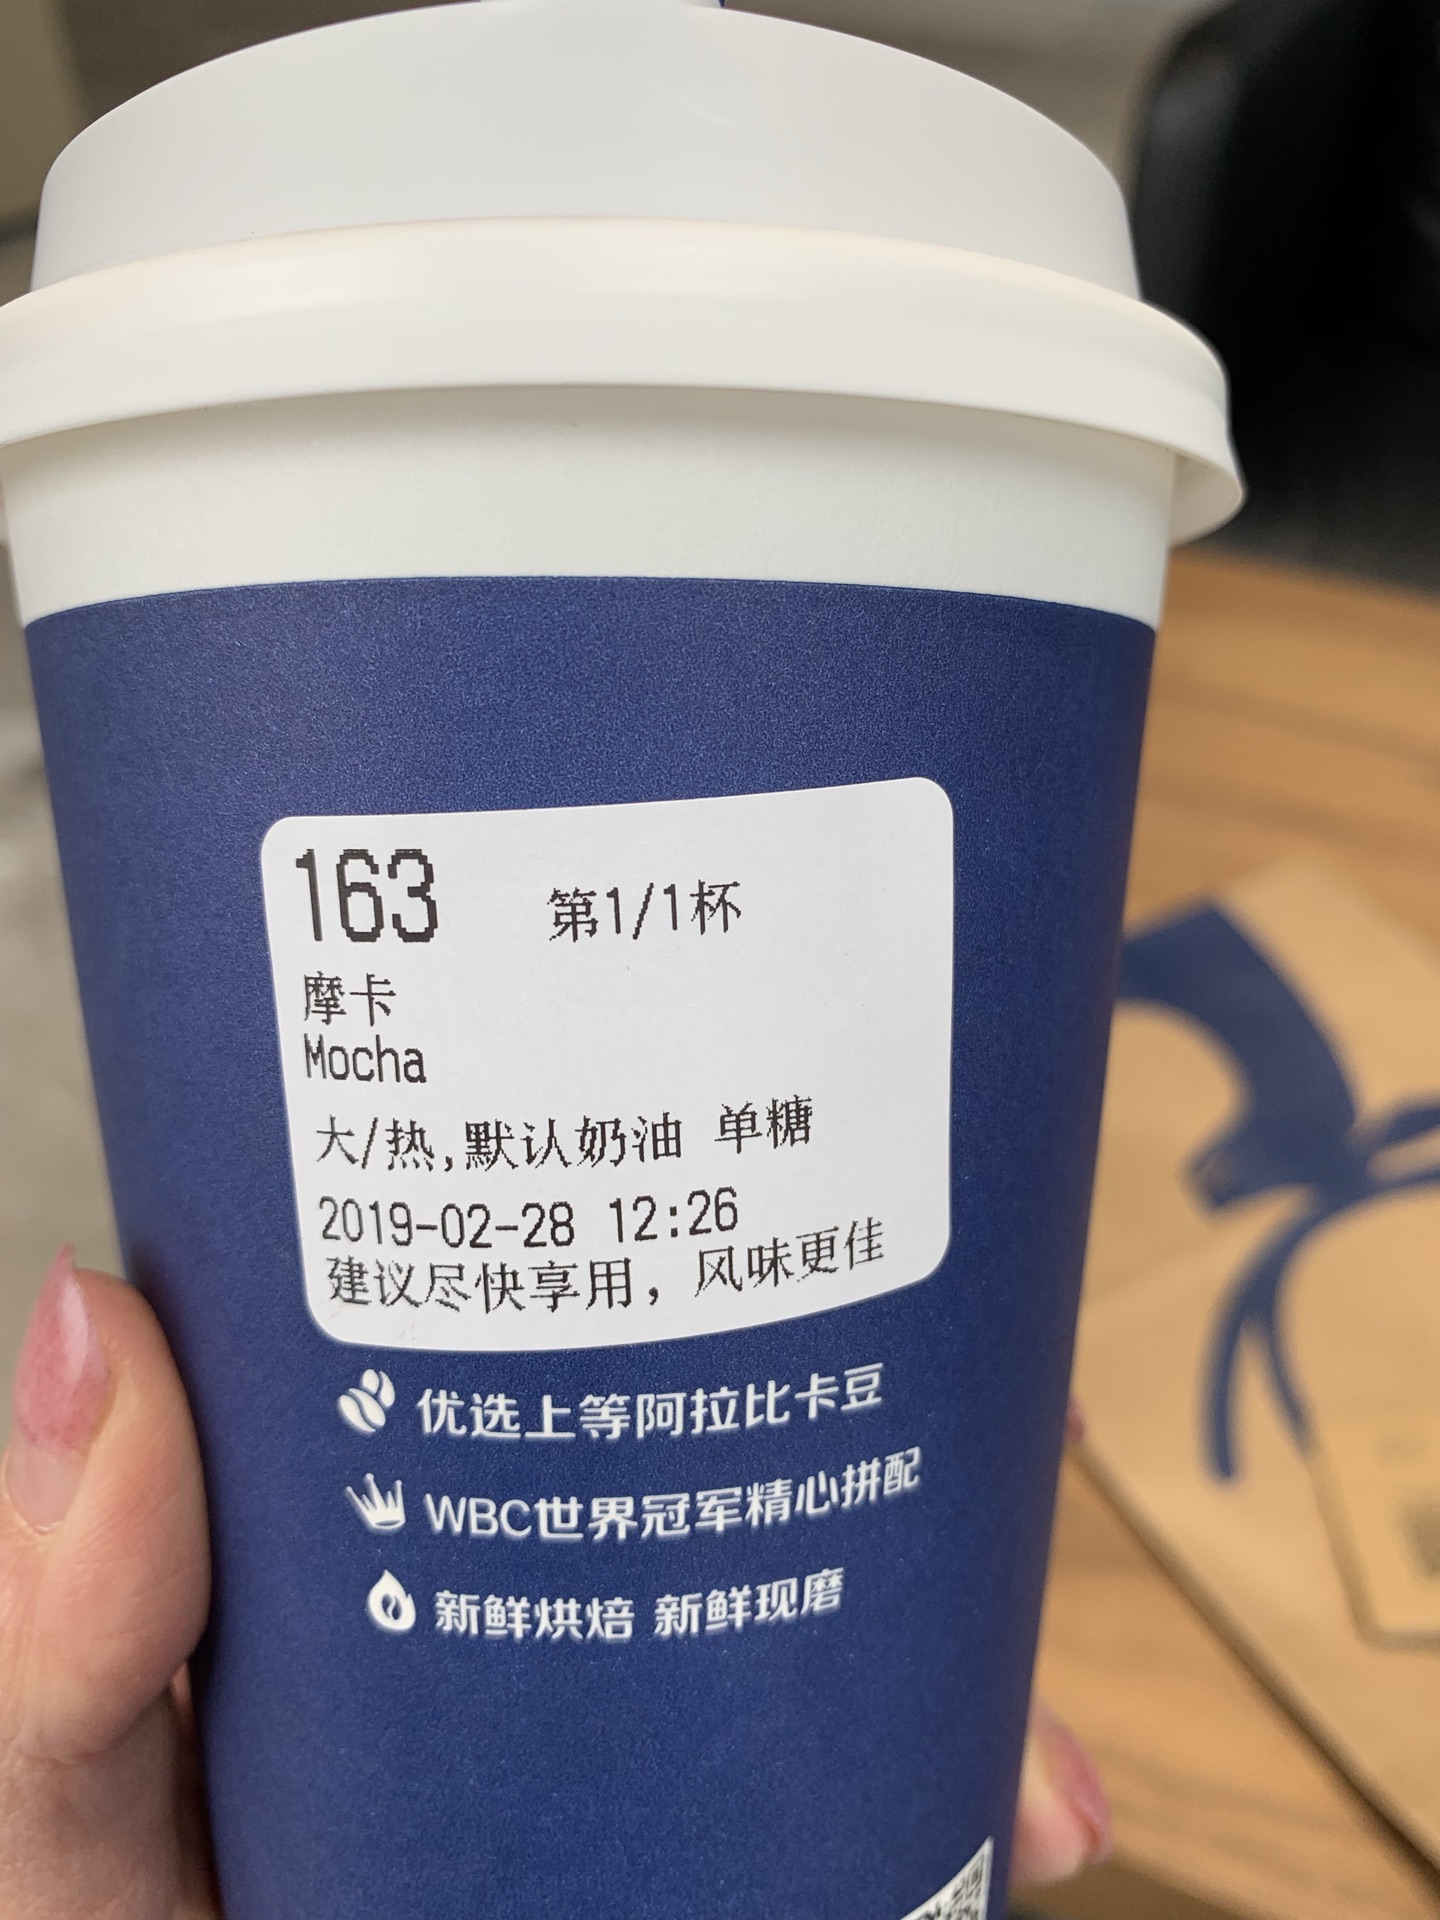 163 第1/1杯
摩卡
Mocha
大/热,默认奶油 单糖
2019-02-28 12:26
建议尽快享用，风味更佳
优选上等阿拉比卡豆
WBC世界冠军精心拼配
新鲜烘焙 新鲜现磨